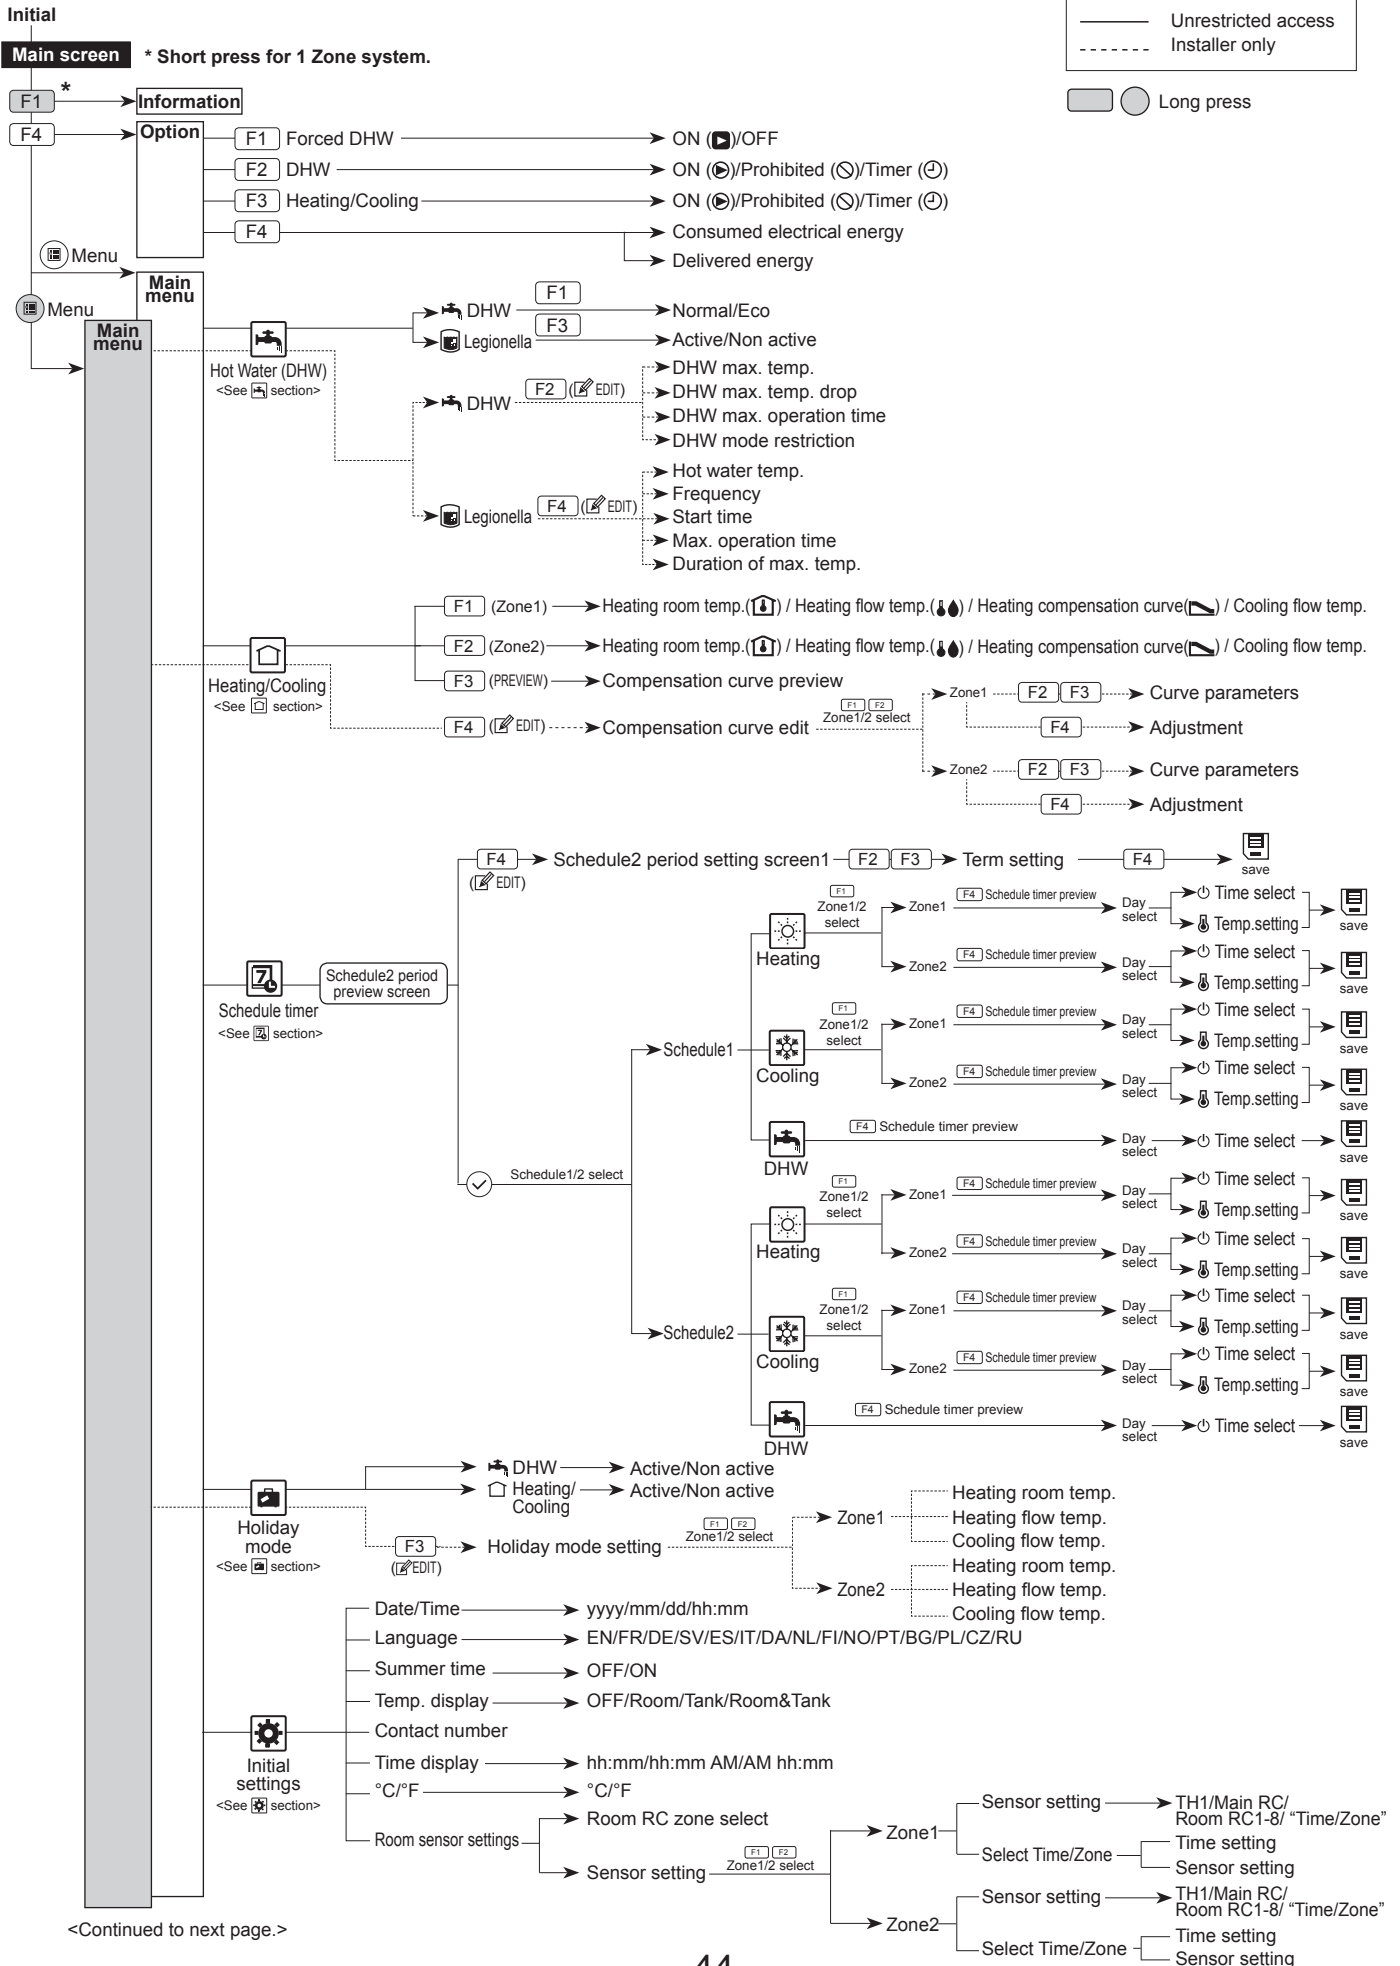 Initial
Unrestricted access
Installer only
Main screen * Short press for 1 Zone system.
F1 * Information
Long press
F4 Option
F1 Forced DHW ON ( )/OFF
F2 DHW ON ( )/Prohibited ( )/Timer ( )
F3 Heating/Cooling ON ( )/Prohibited ( )/Timer ( )
F4 Consumed electrical energy
Delivered energy
Menu
Main menu
Menu
Main menu
Hot Water (DHW)
<See section>
DHW F1 Normal/Eco
Legionella F3 Active/Non active
DHW F2 ( EDIT)
DHW max. temp.
DHW max. temp. drop
DHW max. operation time
DHW mode restriction
Legionella F4 ( EDIT)
Hot water temp.
Frequency
Start time
Max. operation time
Duration of max. temp.
Heating/Cooling
<See section>
F1 (Zone1) Heating room temp.( ) / Heating flow temp.( ) / Heating compensation curve( ) / Cooling flow temp.
F2 (Zone2) Heating room temp.( ) / Heating flow temp.( ) / Heating compensation curve( ) / Cooling flow temp.
F3 (PREVIEW) Compensation curve preview
F4 ( EDIT) Compensation curve edit
F1 F2
Zone1/2 select
Zone1 F2 F3 Curve parameters
F4 Adjustment
Zone2 F2 F3 Curve parameters
F4 Adjustment
7
Schedule timer
<See section>
Schedule2 period
preview screen
F4 Schedule2 period setting screen1 F2 F3 Term setting F4 save
( EDIT)
Schedule1/2 select
Schedule1
Heating
F1
Zone1/2
select
Zone1 F4 Schedule timer preview Day select Time select
Temp.setting save
Zone2 F4 Schedule timer preview Day select Time select
Temp.setting save
Cooling
F1
Zone1/2
select
Zone1 F4 Schedule timer preview Day select Time select
Temp.setting save
Zone2 F4 Schedule timer preview Day select Time select
Temp.setting save
DHW
F4 Schedule timer preview Day select Time select save
Schedule2
Heating
F1
Zone1/2
select
Zone1 F4 Schedule timer preview Day select Time select
Temp.setting save
Zone2 F4 Schedule timer preview Day select Time select
Temp.setting save
Cooling
F1
Zone1/2
select
Zone1 F4 Schedule timer preview Day select Time select
Temp.setting save
Zone2 F4 Schedule timer preview Day select Time select
Temp.setting save
DHW
F4 Schedule timer preview Day select Time select save
Holiday
mode
<See section>
DHW Active/Non active
Heating/
Cooling
Active/Non active
F3 Holiday mode setting
( EDIT)
F1 F2
Zone1/2 select
Zone1
Heating room temp.
Heating flow temp.
Cooling flow temp.
Zone2
Heating room temp.
Heating flow temp.
Cooling flow temp.
Initial
settings
<See section>
Date/Time yyyy/mm/dd/hh:mm
Language EN/FR/DE/SV/ES/IT/DA/NL/FI/NO/PT/BG/PL/CZ/RU
Summer time OFF/ON
Temp. display OFF/Room/Tank/Room&Tank
Contact number
Time display hh:mm/hh:mm AM/AM hh:mm
°C/°F °C/°F
Room sensor settings
Room RC zone select
Sensor setting
F1 F2
Zone1/2 select
Zone1
Sensor setting TH1/Main RC/
Room RC1-8/ “Time/Zone”
Select Time/Zone
Time setting
Sensor setting
Zone2
Sensor setting TH1/Main RC/
Room RC1-8/ “Time/Zone”
Select Time/Zone
Time setting
Sensor setting
<Continued to next page.>